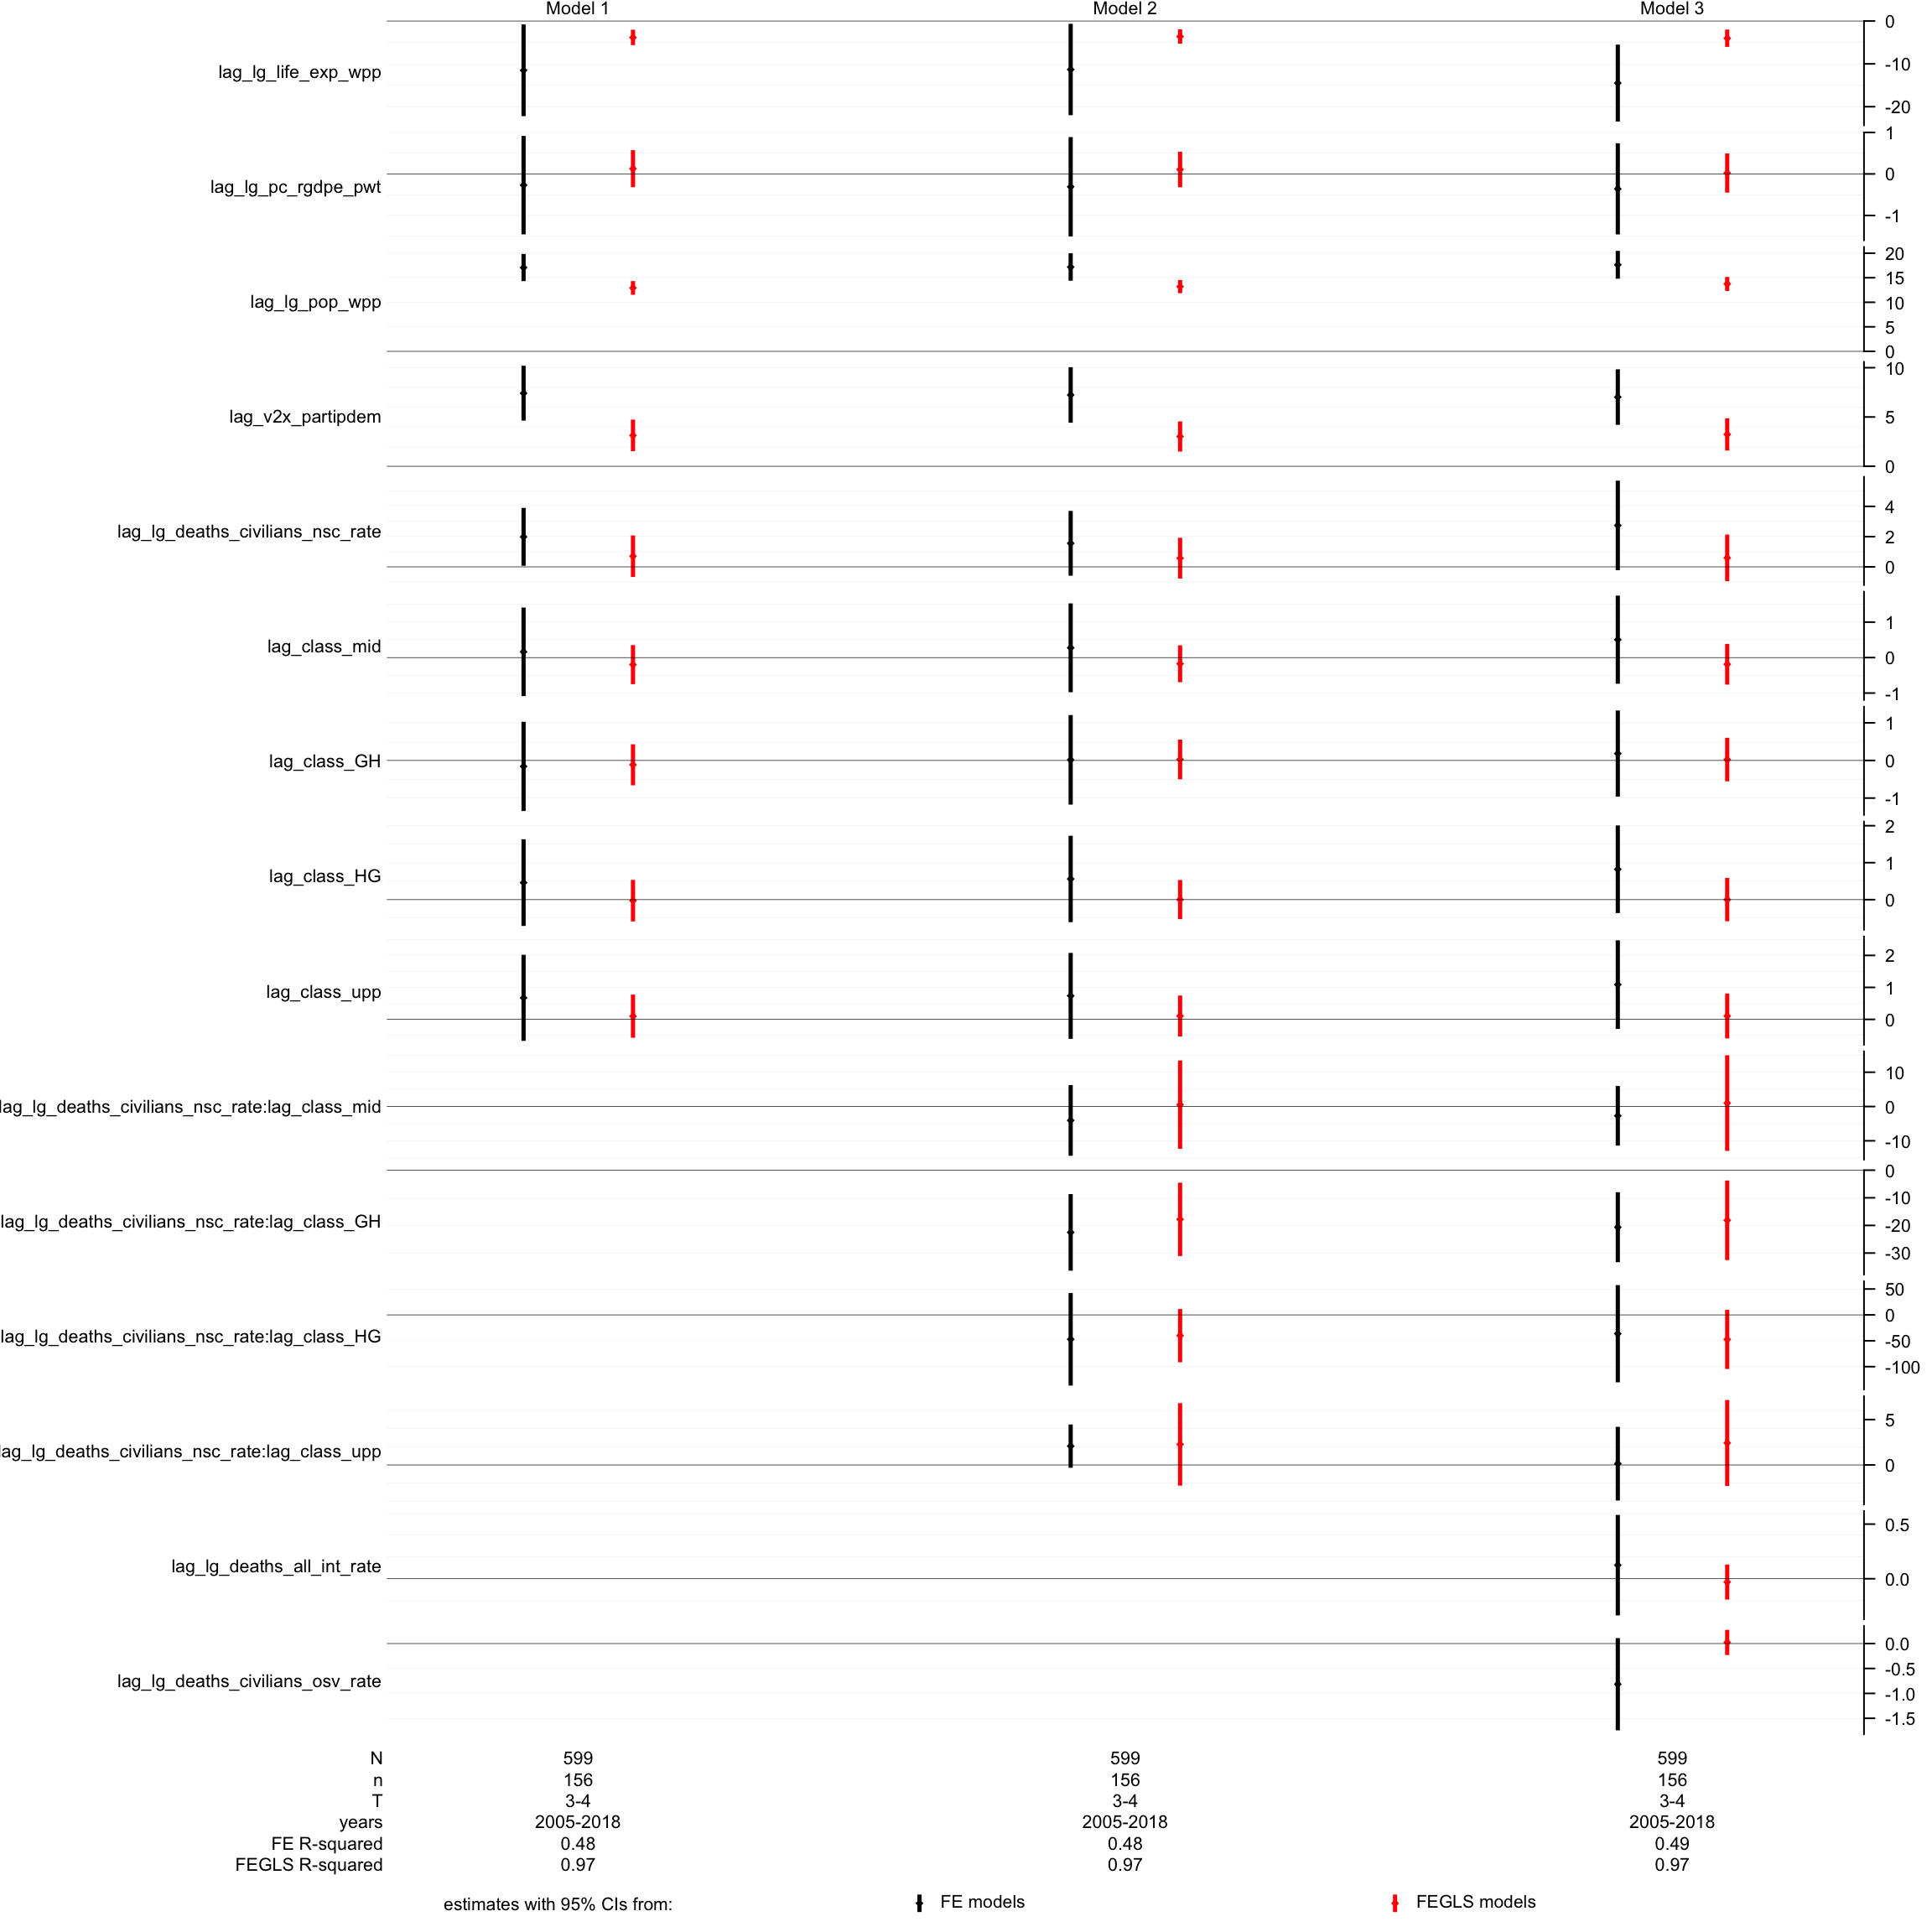 Model 1 Model 2 Model 3
lag_lg_life_exp_wpp 0 -10 -20
lag_lg_pc_rgdpe_pwt 1 0 -1
lag_lg_pop_wpp 20 15 10 5 0
lag_v2x_partipdem 10 5 0
lag_lg_deaths_civilians_nsc_rate 4 2 0
lag_class_mid 1 0 -1
lag_class_GH 1 0 -1
lag_class_HG 2 1 0
lag_class_upp 2 1 0
lag_lg_deaths_civilians_nsc_rate:lag_class_mid 10 0 -10
lag_lg_deaths_civilians_nsc_rate:lag_class_GH 0 -10 -20 -30
lag_lg_deaths_civilians_nsc_rate:lag_class_HG 50 0 -50 -100
lag_lg_deaths_civilians_nsc_rate:lag_class_upp 5 0
lag_lg_deaths_all_int_rate 0.5 0.0
lag_lg_deaths_civilians_osv_rate 0.0 -0.5 -1.0 -1.5
N 599 599 599
n 156 156 156
T 3-4 3-4 3-4
years 2005-2018 2005-2018 2005-2018
FE R-squared 0.48 0.48 0.49
FEGLS R-squared 0.97 0.97 0.97
estimates with 95% CIs from: FE models FEGLS models